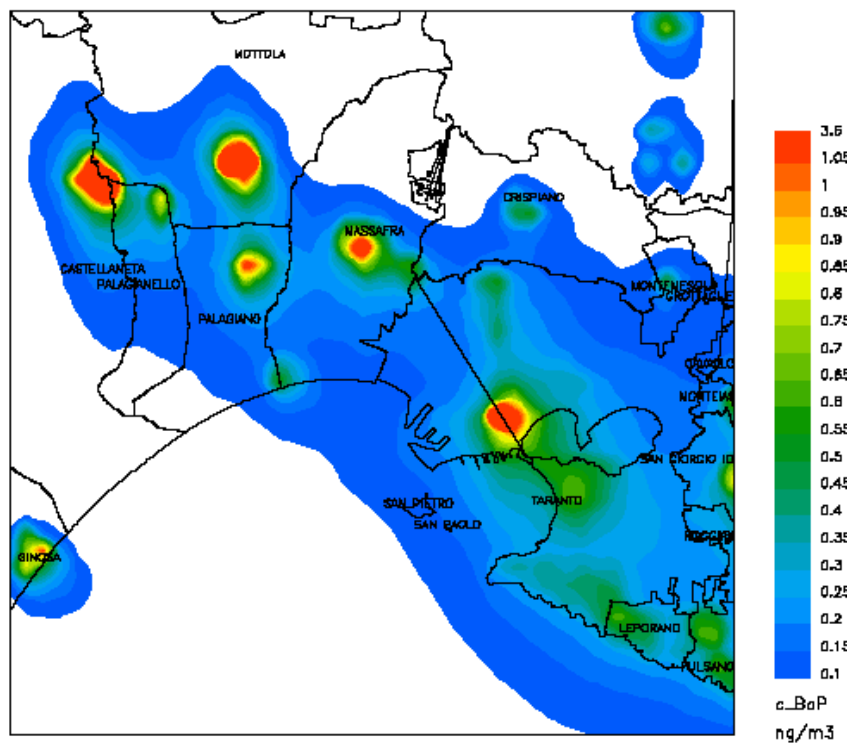 MOTTOLA
CRISPIANO
MASSAFRA
CASTELLANETA
PALAGIANELLO
MONTEMESOLA
GROTTAGLIE
PALAGIANO
SAN GIORGIO IO
TARANTO
SAN PIETRO
SAN PAOLO
GINOSA
LEPORANO
PULSANO
3.6
1.05
1
0.95
0.9
0.85
0.8
0.75
0.7
0.65
0.6
0.55
0.5
0.45
0.4
0.35
0.3
0.25
0.2
0.15
0.1
c_BaP
ng/m3